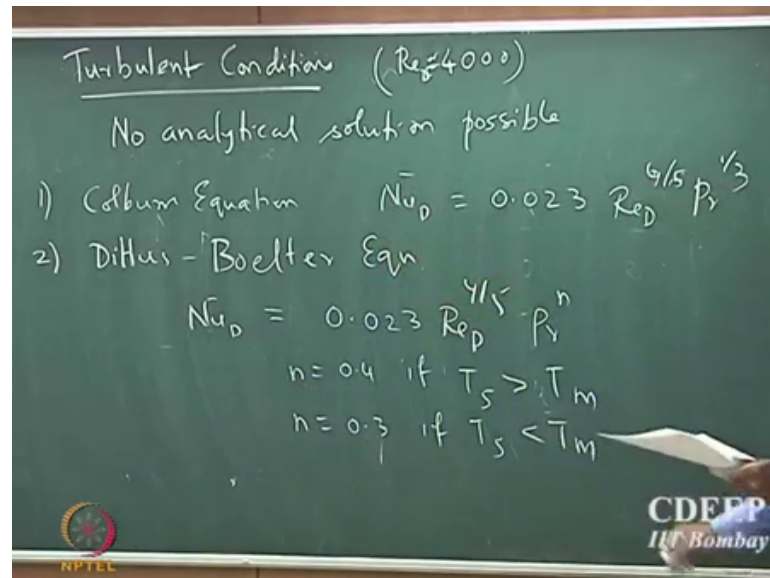 Turbulent Conditions (Re≈4000)
No analytical solution possible
1) Colburn Equation N̄u_D = 0.023 Re_D^4/5 Pr^1/3
2) Dittus - Boelter Eqn.
N̄u_D = 0.023 Re_D^4/5 Pr^n
n = 0.4 if T_s > T_m
n = 0.3 if T_s < T_m
CDEEP
IIT Bombay
NPTEL